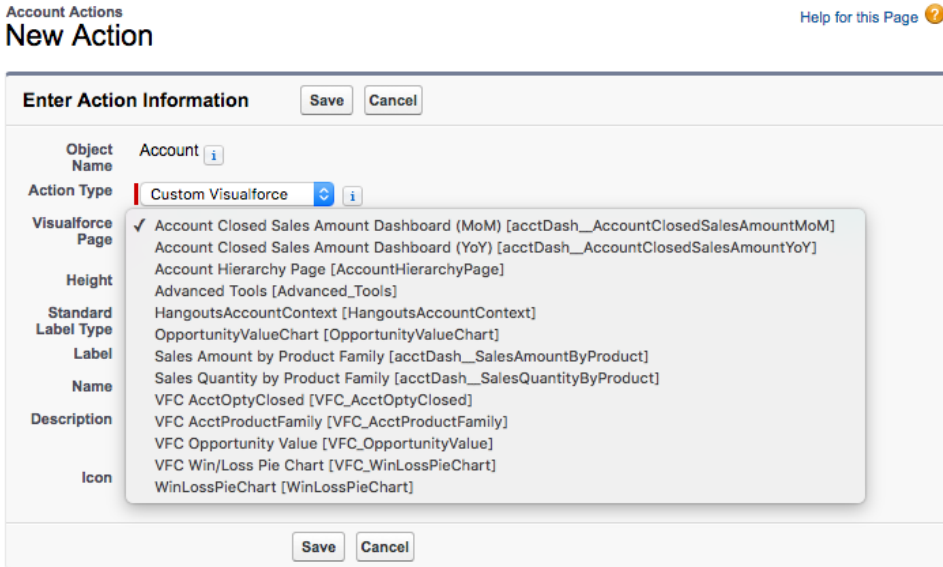 Account Actions
New Action
Help for this Page ?
Enter Action Information Save Cancel
Object Name Account i
Action Type Custom Visualforce i
Visualforce Page
✓ Account Closed Sales Amount Dashboard (MoM) [acctDash__AccountClosedSalesAmountMoM]
Account Closed Sales Amount Dashboard (YoY) [acctDash__AccountClosedSalesAmountYoY]
Account Hierarchy Page [AccountHierarchyPage]
Advanced Tools [Advanced_Tools]
HangoutsAccountContext [HangoutsAccountContext]
OpportunityValueChart [OpportunityValueChart]
Sales Amount by Product Family [acctDash__SalesAmountByProduct]
Sales Quantity by Product Family [acctDash__SalesQuantityByProduct]
VFC AcctOptyClosed [VFC_AcctOptyClosed]
VFC AcctProductFamily [VFC_AcctProductFamily]
VFC Opportunity Value [VFC_OpportunityValue]
VFC Win/Loss Pie Chart [VFC_WinLossPieChart]
WinLossPieChart [WinLossPieChart]
Height
Standard Label Type
Label
Name
Description
Icon
Save Cancel